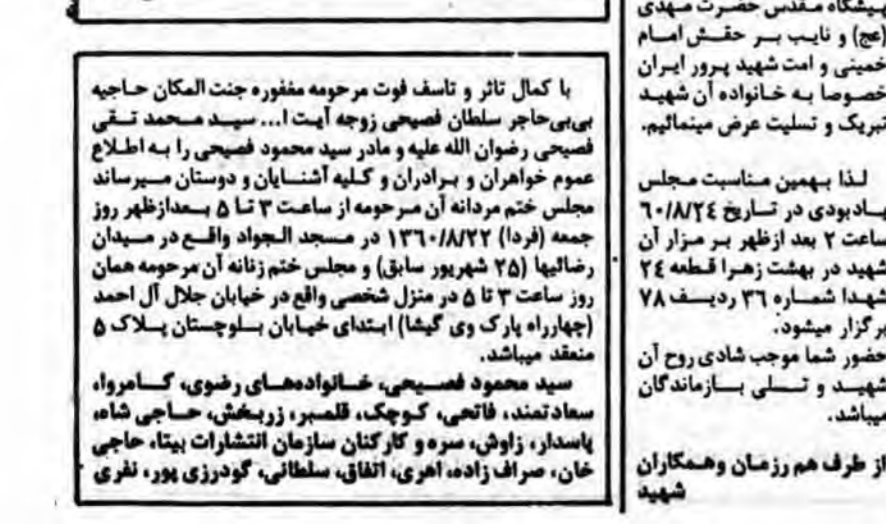 پیشگاه مقدس حضرت مهدی
(عج) و نایب بر حقش امام
خمینی و امت شهید پرور ایران
خصوصا به خانواده آن شهید
تبریک و تسلیت عرض مینمائیم.
لذا بهمین مناسبت مجلس
یادبودی در تاریخ ۶۰/۸/۲۴
ساعت ۲ بعد ازظهر بر مزار آن
شهید در بهشت زهرا قطعه ۲۴
شهدا شماره ۳۶ ردیف ۷۸
برگزار میشود.
حضور شما موجب شادی روح آن
شهید و تسلی بازماندگان
میباشد.
از طرف هم رزمان وهمکاران
شهید
با کمال تاثر و تاسف فوت مرحومه مغفوره جنت المکان حاجیه
بی‌بی‌حاجر سلطان فصیحی زوجه آیت ا... سید محمد تقی
فصیحی رضوان الله علیه و مادر سید محمود فصیحی را به اطلاع
عموم خواهران و برادران و کلیه آشنایان و دوستان میرساند
مجلس ختم مردانه آن مرحومه از ساعت ۳ تا ۵ بعدازظهر روز
جمعه (فردا) ۱۳۶۰/۸/۲۲ در مسجد الجواد واقع در میدان
رضائیها (۲۵ شهریور سابق) و مجلس ختم زنانه آن مرحومه همان
روز ساعت ۳ تا ۵ در منزل شخصی واقع در خیابان جلال آل احمد
(چهارراه پارک وی گیشا) ابتدای خیابان بلوچستان پلاک ۵
منعقد میباشد.
سید محمود فصیحی، خانواده‌های رضوی، کامروا،
سعادتمند، فاتحی، کوچک، قلمبر، زربخش، حاجی شاه،
پاسدار، زاوش، سره و کارکنان سازمان انتشارات بیتا، حاجی
خان، صراف زاده، اهری، اتفاق، سلطانی، گودرزی پور، نفری